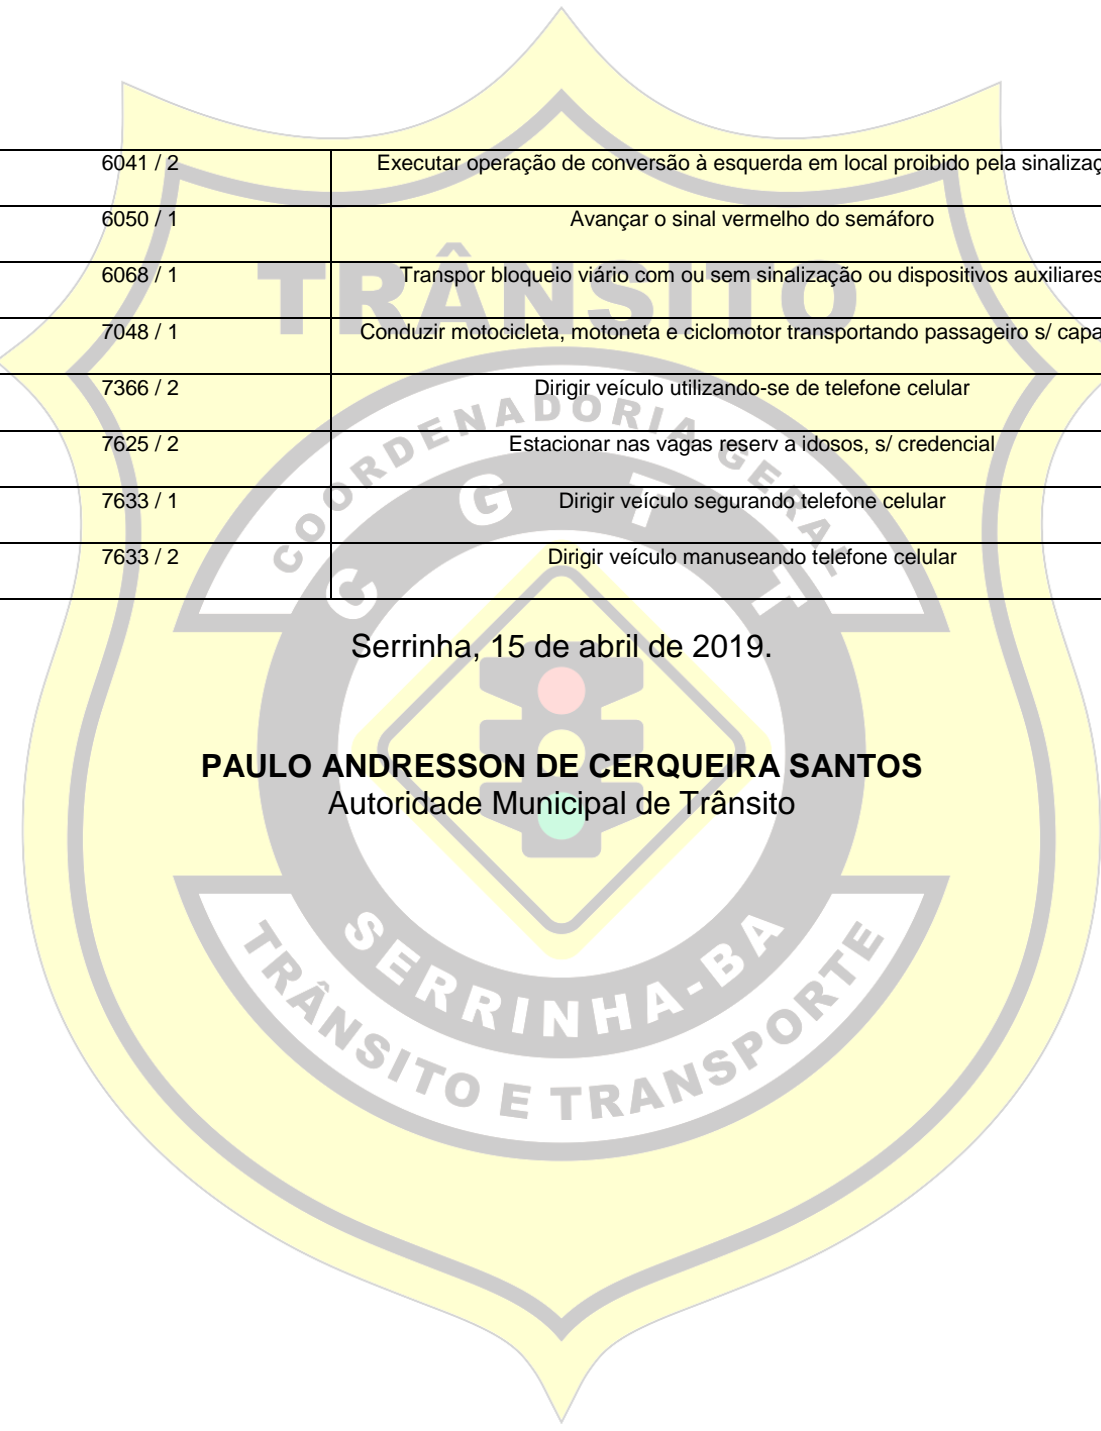 6041 / 2 Executar operação de conversão à esquerda em local proibido pela
6050 / 1 Avançar o sinal vermelho do semáforo
6068 / 1 Transpor bloqueio viário com ou sem sinalização ou dispositivos auxiliares
7048 / 1 Conduzir motocicleta, motoneta e ciclomotor transportando passageiro s/
7366 / 2 Dirigir veículo utilizando-se de telefone celular
7625 / 2 Estacionar nas vagas reserv a idosos, s/ credencial
7633 / 1 Dirigir veículo segurando telefone celular
7633 / 2 Dirigir veículo manuseando telefone celular
Serrinha, 15 de abril de 2019.
PAULO ANDRESSON DE CERQUEIRA SANTOS
Autoridade Municipal de Trânsito
TRÂNSITO
COORDENADORIA GERAL
C G T T
SERRINHA-BA
TRÂNSITO E TRANSPORTE